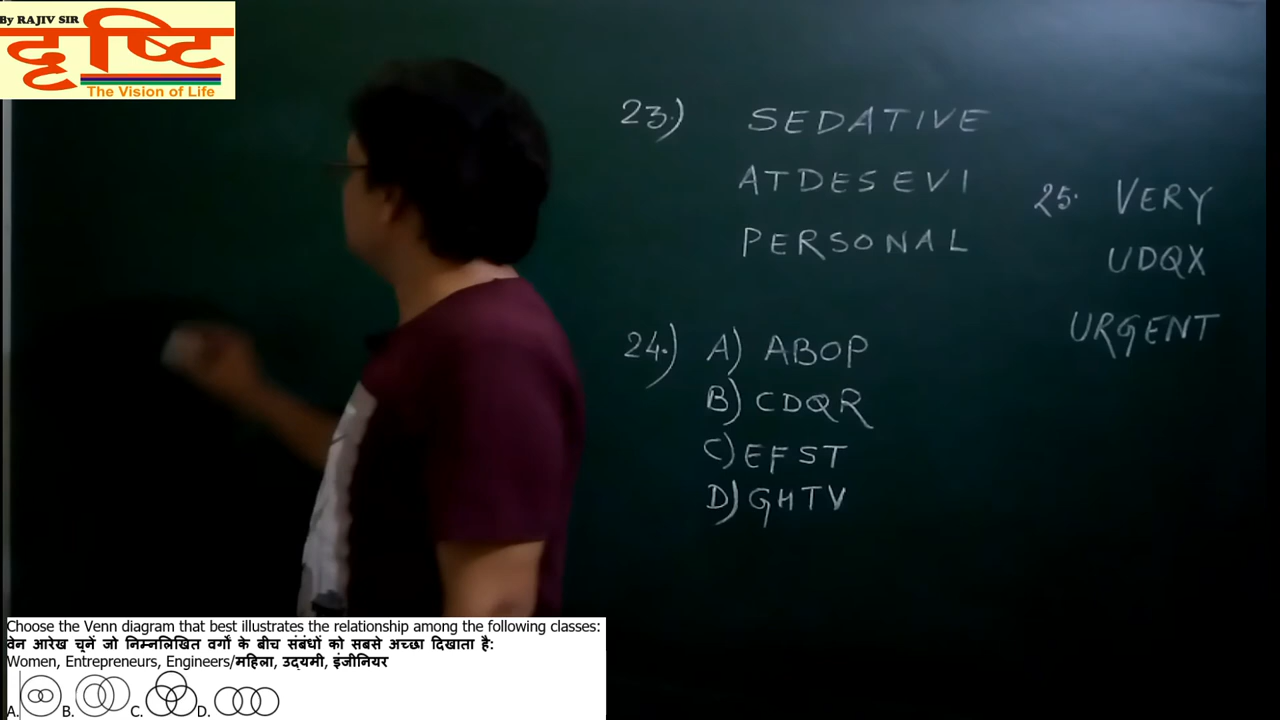 By RAJIV SIR
दृष्टि
The Vision of Life
23.) SEDATIVE
ATDESEVI
PERSONAL
24.) A) ABOP
B) CDQR
C) EFST
D) GHTV
25. VERY
UDQX
URGENT
Choose the Venn diagram that best illustrates the relationship among the following classes:
वेन आरेख चुनें जो निम्नलिखित वर्गों के बीच संबंधों को सबसे अच्छा दिखाता है:
Women, Entrepreneurs, Engineers/महिला, उद्यमी, इंजीनियर
A. B. C. D.